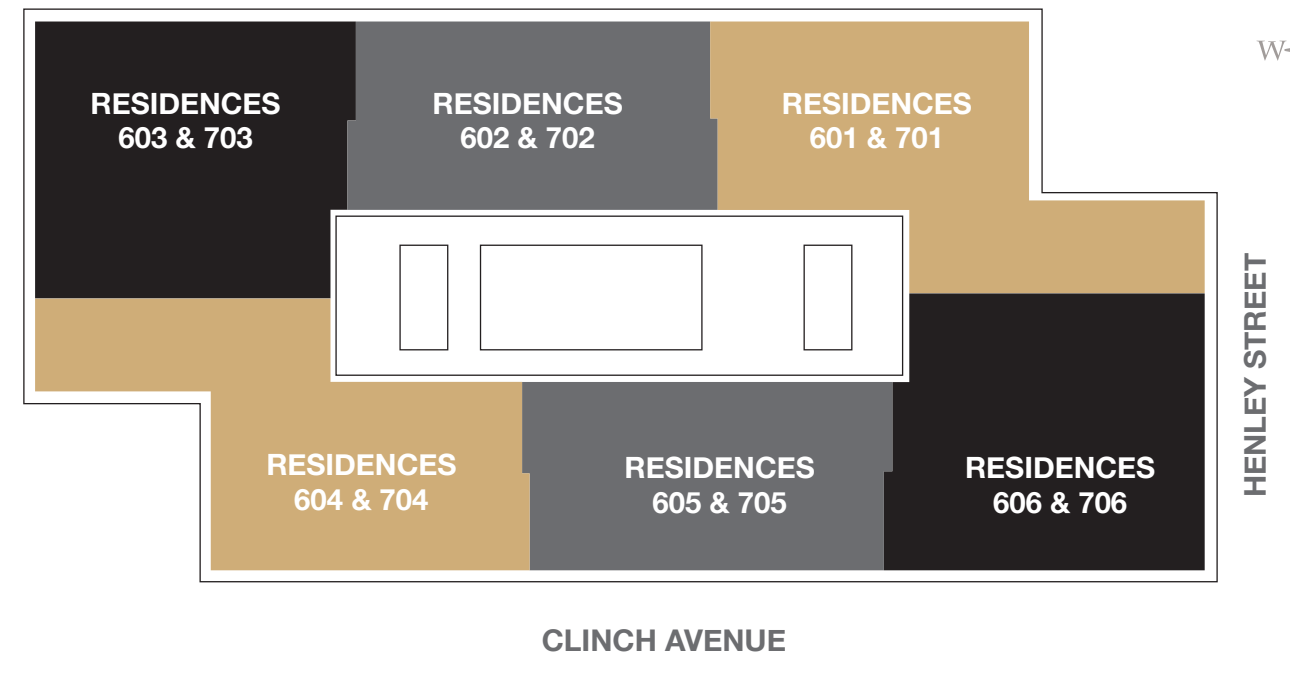 RESIDENCES
603 & 703
RESIDENCES
602 & 702
RESIDENCES
601 & 701
W
HENLEY STREET
RESIDENCES
604 & 704
RESIDENCES
605 & 705
RESIDENCES
606 & 706
CLINCH AVENUE